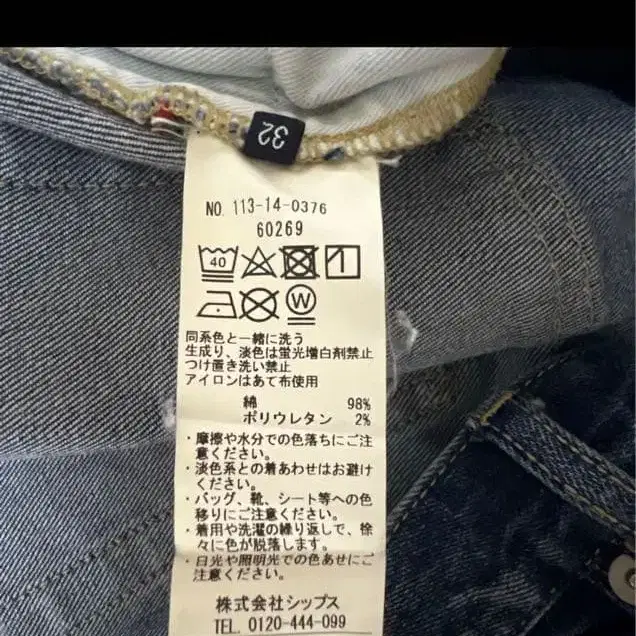 32
NO. 113-14-0376
60269
40
W
同系色と一緒に洗う
生成り、淡色は蛍光増白剤禁止
つけ置き洗い禁止
アイロンはあて布使用
綿 98%
ポリウレタン 2%
・摩擦や水分での色落ちにご注
意ください。
・淡色系との着あわせはお避け
ください。
・バッグ、靴、シート等への色
移りにご注意ください。
・着用や洗濯の繰り返しで、徐
々に色が脱落します。
・日光や照明光での色あせにご
注意ください。
株式会社シップス
TEL. 0120-444-099